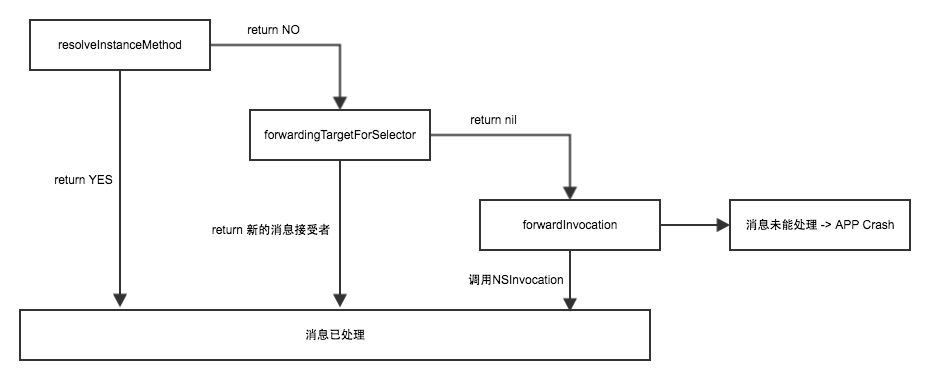 return NO
resolveInstanceMethod
forwardingTargetForSelector
return nil
return YES
return 新的消息接受者
forwardInvocation
消息未能处理 -> APP Crash
调用NSInvocation
消息已处理